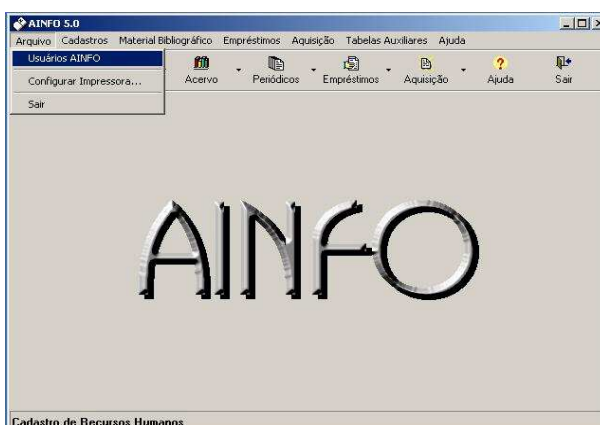 AINFO 5.0
Arquivo Cadastros Material Bibliográfico Empréstimos Aquisição Tabelas Auxiliares Ajuda
Usuários AINFO
Configurar Impressora...
Sair
Acervo Periódicos Empréstimos Aquisição Ajuda Sair
AINFO
Cadastro de Recursos Humanos